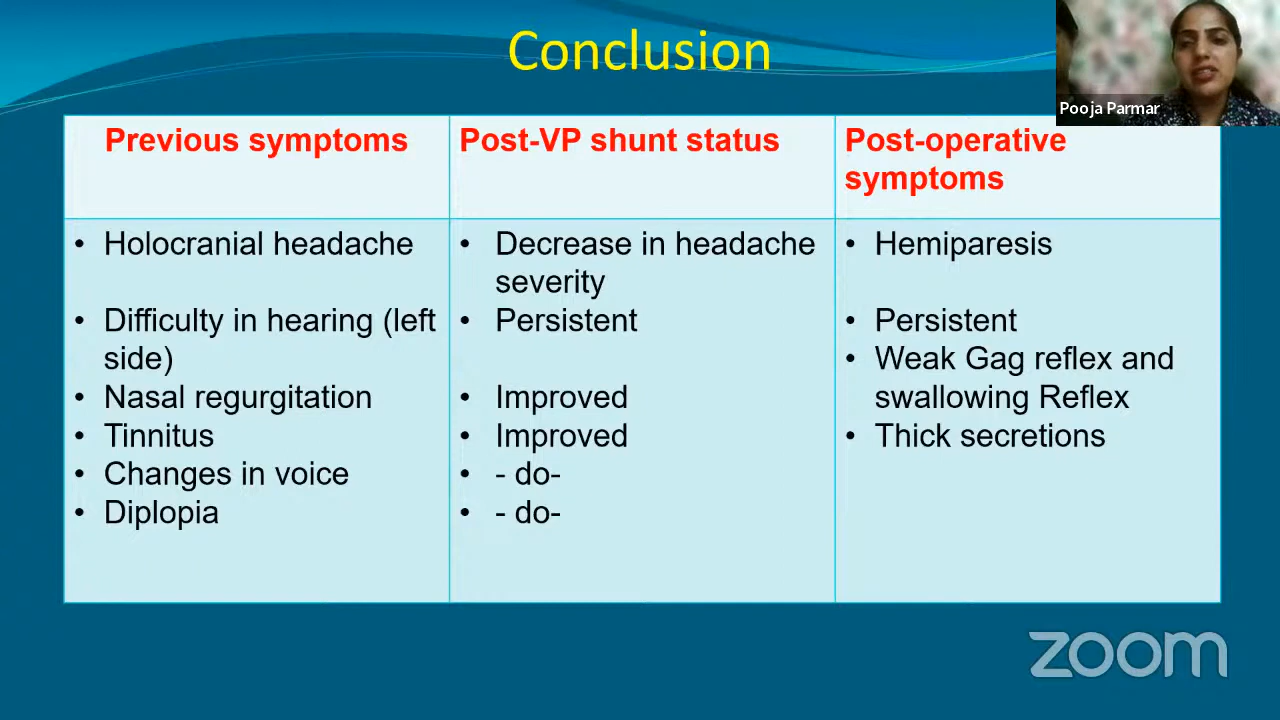 Conclusion
Pooja Parmar
Previous symptoms
Post-VP shunt status
Post-operative
symptoms
• Holocranial headache
• Difficulty in hearing (left
side)
• Nasal regurgitation
• Tinnitus
• Changes in voice
• Diplopia
• Decrease in headache
severity
• Persistent
• Improved
• Improved
• - do-
• - do-
• Hemiparesis
• Persistent
• Weak Gag reflex and
swallowing Reflex
• Thick secretions
zoom